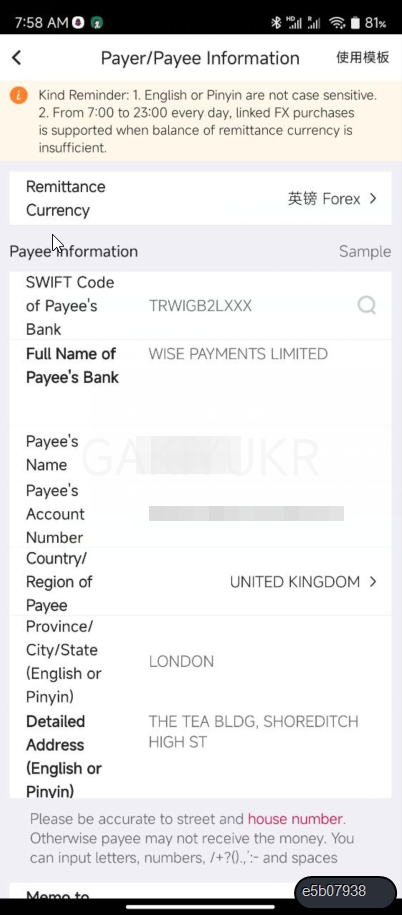 7:58 AM
HD R 81%
Payer/Payee Information 使用模板
Kind Reminder: 1. English or Pinyin are not case sensitive.
2. From 7:00 to 23:00 every day, linked FX purchases
is supported when balance of remittance currency is
insufficient.
Remittance
Currency
英镑 Forex
Payee Information Sample
SWIFT Code
of Payee's
Bank
TRWIGB2LXXX
Full Name of
Payee's Bank
WISE PAYMENTS LIMITED
Payee's
Name
Payee's
Account
Number
Country/
Region of
Payee
UNITED KINGDOM
Province/
City/State
(English or
Pinyin)
LONDON
Detailed
Address
(English or
Pinyin)
THE TEA BLDG, SHOREDITCH
HIGH ST
Please be accurate to street and house number.
Otherwise payee may not receive the money. You
can input letters, numbers, /+?().,':- and spaces
Memo to
e5b07938